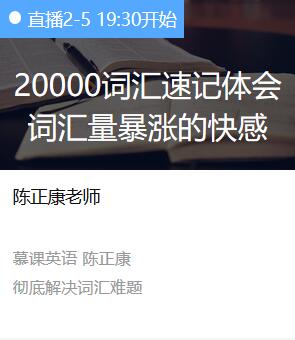 直播2-5 19:30开始
20000词汇速记体会
词汇量暴涨的快感
陈正康老师
慕课英语 陈正康
彻底解决词汇难题